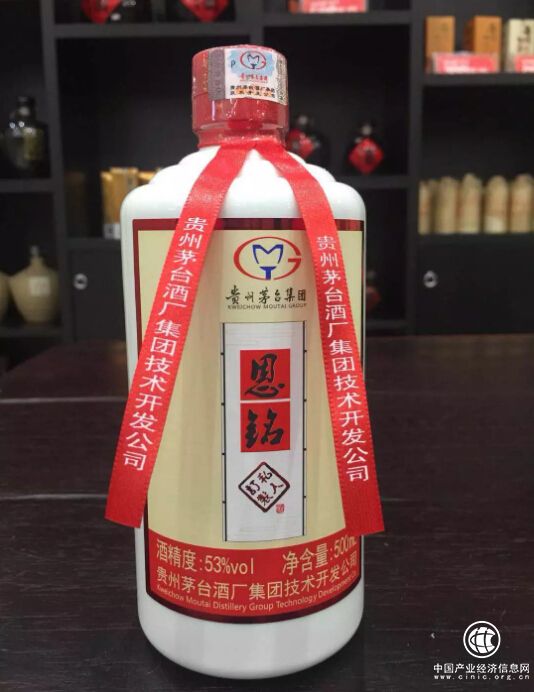 贵州茅台酒厂集团技术开发公司
贵州茅台酒厂集团技术开发公司
贵州茅台集团
KWEICHOW MOUTAI GROUP
恩铭
私人订制
酒精度:53%vol 净含量:500mL
贵州茅台酒厂集团技术开发公司
Kweichow Moutai Distillery Group Technology Development
中国产业经济信息网
www.cinic.org.cn